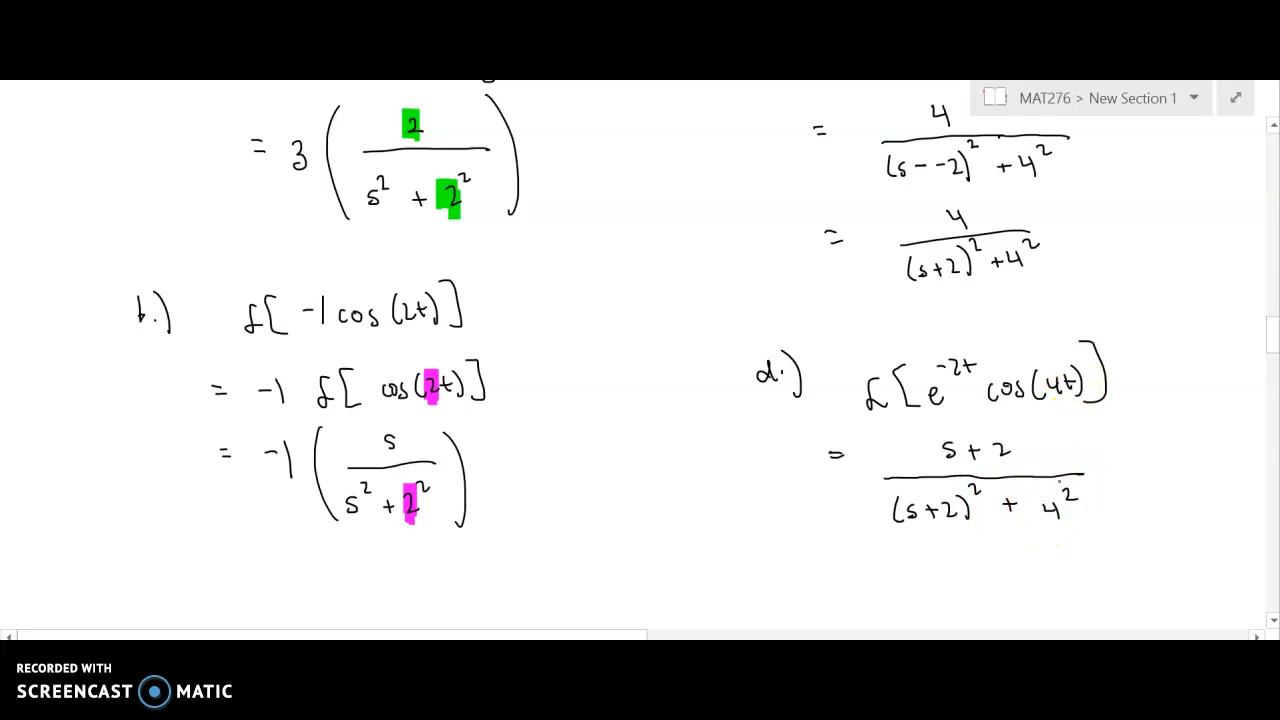 MAT276 > New Section 1
= 3 ( 2 / (s² + 2²) )
b.) £[ -1 cos (2t) ]
= -1 £[ cos(2t) ]
= -1 ( s / (s² + 2²) )
= 4 / ((s - -2)² + 4²)
= 4 / ((s+2)² + 4²)
d.) £[ e^-2t cos(4t) ]
= s + 2 / ((s+2)² + 4²)
RECORDED WITH
SCREENCAST MATIC